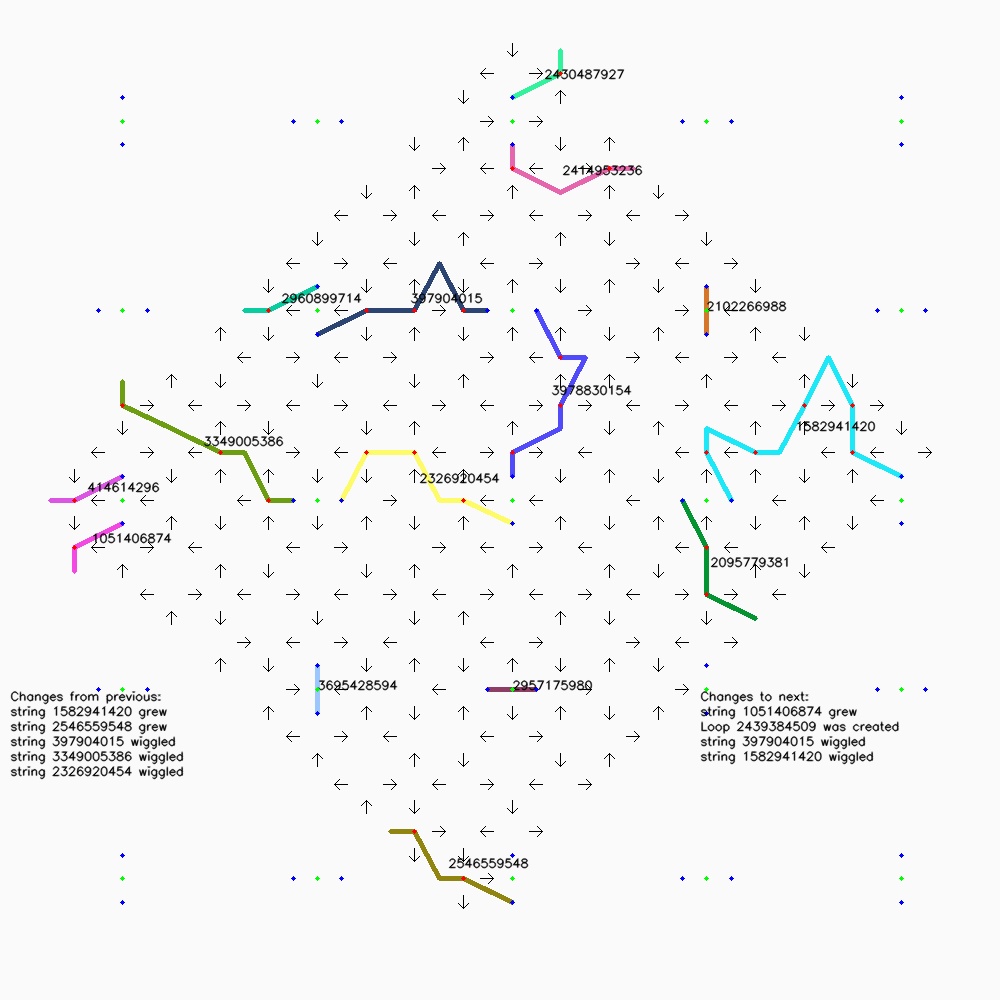 2430487927
2414953236
2960899714
397904015
2102266988
3978830154
1582941420
3349005386
2326920454
414614296
1051406874
2095779381
3695428594
2957175980
Changes from previous:
string 1582941420 grew
string 2546559548 grew
string 397904015 wiggled
string 3349005386 wiggled
string 2326920454 wiggled
Changes to next:
string 1051406874 grew
Loop 2439384509 was created
string 397904015 wiggled
string 1582941420 wiggled
2546559548